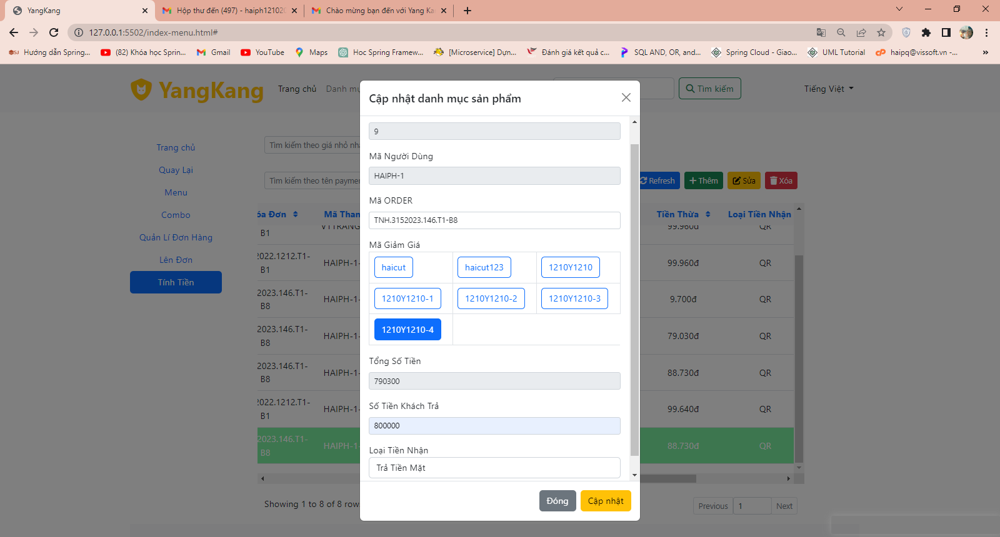 YangKang
Hộp thư đến (497) - haiph12102
Chào mừng bạn đến với Yang Ka
127.0.0.1:5502/index-menu.html#
Hướng dẫn Spring...
(82) Khóa học Sprin...
Gmail
YouTube
Maps
Hoc Spring Framew...
[Microservice] Dựn...
Đánh giá kết quả c...
SQL AND, OR, and...
Spring Cloud - Giao...
UML Tutorial
haipq@vissoft.vn -...
»
YangKang
Trang chủ
Danh mụ
Tìm kiếm
Tiếng Việt
Trang chủ
Quay Lại
Menu
Combo
Quản Lí Đơn Hàng
Lên Đơn
Tính Tiền
Tìm kiếm theo giá nhỏ nhấ
Tìm kiếm theo tên paymen
Refresh
Thêm
Sửa
Xóa
óa Đơn
Mã Than
Tiền Thừa
Loại Tiền Nhận
B1
VTTRANG
99.960đ
QR
2022.1212.T1-
B1
HAIPH-1-
99.960đ
QR
2023.146.T1-
B8
HAIPH-1-
9.700đ
QR
2023.146.T1-
B8
HAIPH-1-
79.030đ
QR
2023.146.T1-
B8
HAIPH-1-
88.730đ
QR
2022.1212.T1-
B1
HAIPH-1-
99.640đ
QR
2023.146.T1-
B8
HAIPH-1-
88.730đ
QR
Showing 1 to 8 of 8 row
Previous
1
Next
Cập nhật danh mục sản phẩm
9
Mã Người Dùng
HAIPH-1
Mã ORDER
TNH.3152023.146.T1-B8
Mã Giảm Giá
haicut
haicut123
1210Y1210
1210Y1210-1
1210Y1210-2
1210Y1210-3
1210Y1210-4
Tổng Số Tiền
790300
Số Tiền Khách Trả
800000
Loại Tiền Nhận
Trả Tiền Mặt
Đóng
Cập nhật